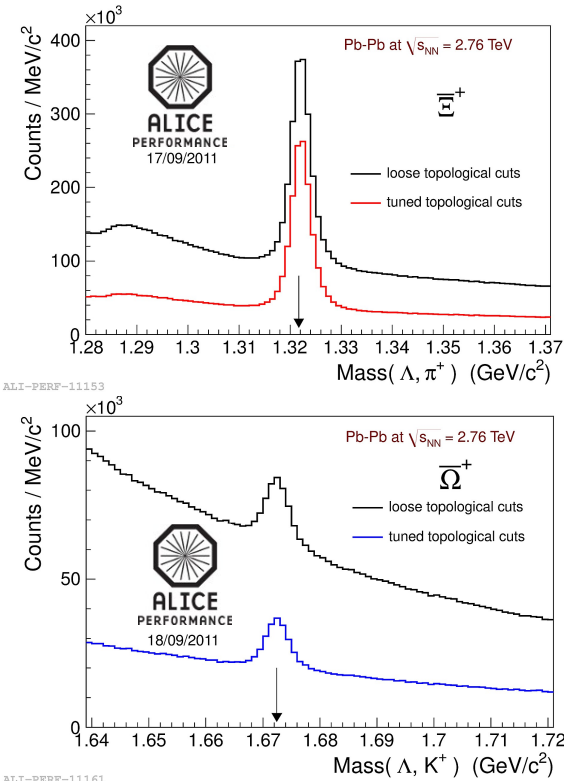 ×10³
400
300
200
100
0
Counts / MeV/c²
ALICE
PERFORMANCE
17/09/2011
Pb-Pb at √sNN = 2.76 TeV
Ξ̅⁺
loose topological cuts
tuned topological cuts
1.28 1.29 1.3 1.31 1.32 1.33 1.34 1.35 1.36 1.37
Mass( Λ, π⁺ ) (GeV/c²)
ALI-PERF-11153
×10³
100
50
0
Counts / MeV/c²
Pb-Pb at √sNN = 2.76 TeV
Ω̅⁺
loose topological cuts
tuned topological cuts
ALICE
PERFORMANCE
18/09/2011
1.64 1.65 1.66 1.67 1.68 1.69 1.7 1.71 1.72
Mass( Λ, K⁺ ) (GeV/c²)
ALI-PERF-11161